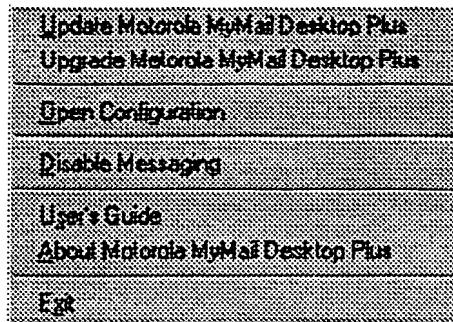 Update Motorola MyMail Desktop Plus
Upgrade Motorola MyMail Desktop Plus
Open Configuration
Disable Messaging
User's Guide
About Motorola MyMail Desktop Plus
Exit